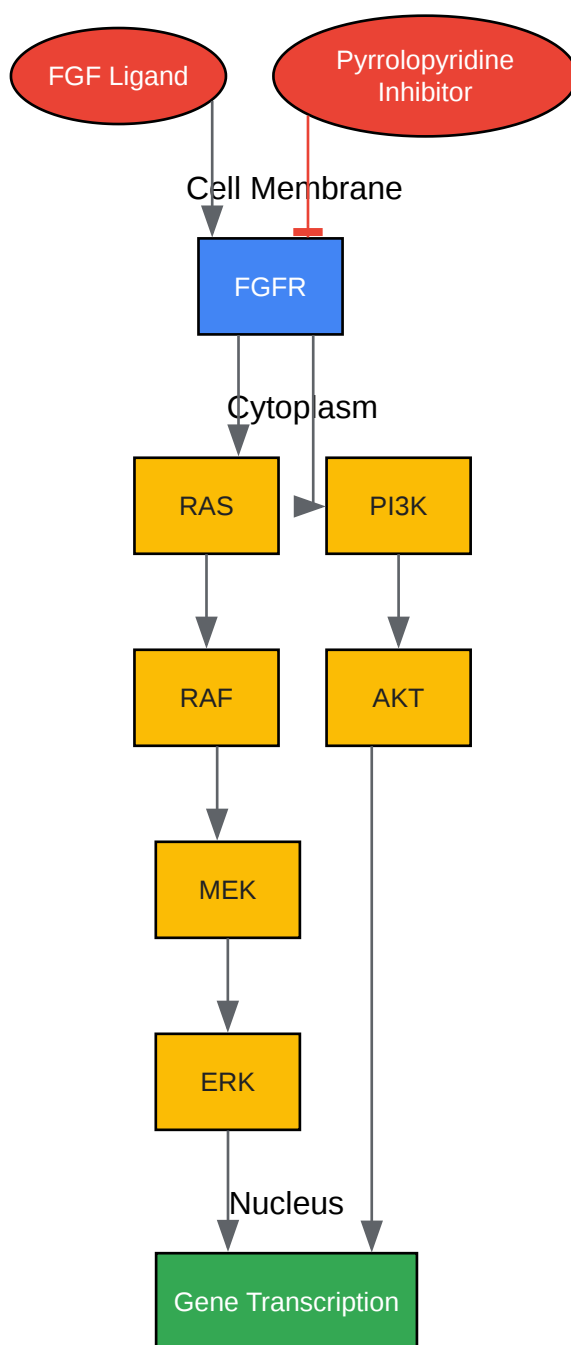 FGF Ligand
Pyrrolopyridine
Inhibitor
Cell Membrane
FGFR
Cytoplasm
RAS
PI3K
RAF
AKT
MEK
ERK
Nucleus
Gene Transcription